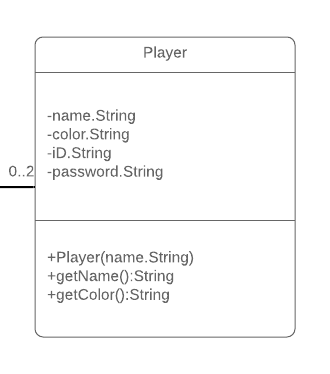 Player
-name.String
-color.String
-iD.String
0..2
-password.String
+Player(name.String)
+getName():String
+getColor():String